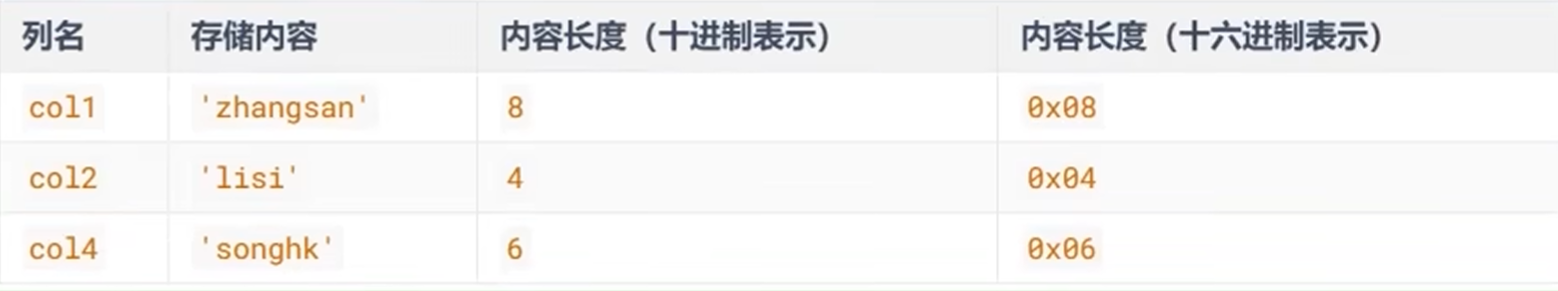 列名 存储内容 内容长度（十进制表示） 内容长度（十六进制表示）
col1 'zhangsan' 8 0x08
col2 'lisi' 4 0x04
col4 'songhk' 6 0x06